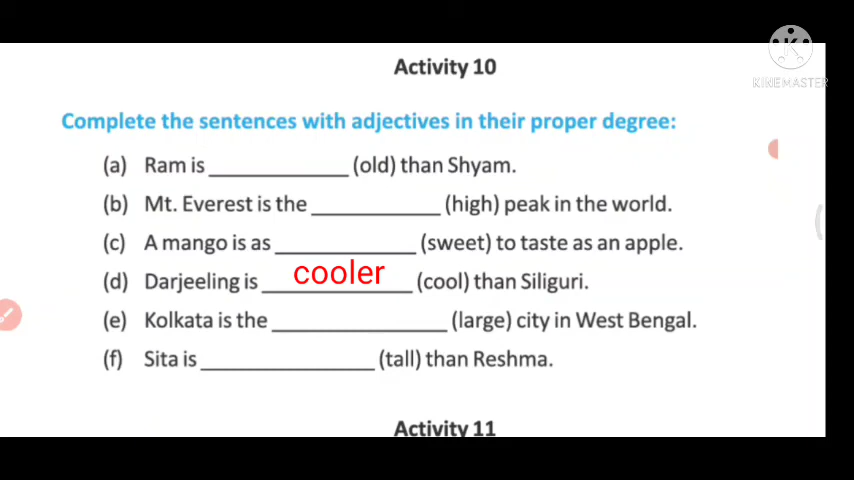 Activity 10
KINEMASTER
Complete the sentences with adjectives in their proper degree:
(a) Ram is ____________ (old) than Shyam.
(b) Mt. Everest is the ____________ (high) peak in the world.
(c) A mango is as ____________ (sweet) to taste as an apple.
(d) Darjeeling is cooler (cool) than Siliguri.
(e) Kolkata is the ____________ (large) city in West Bengal.
(f) Sita is ____________ (tall) than Reshma.
Activity 11